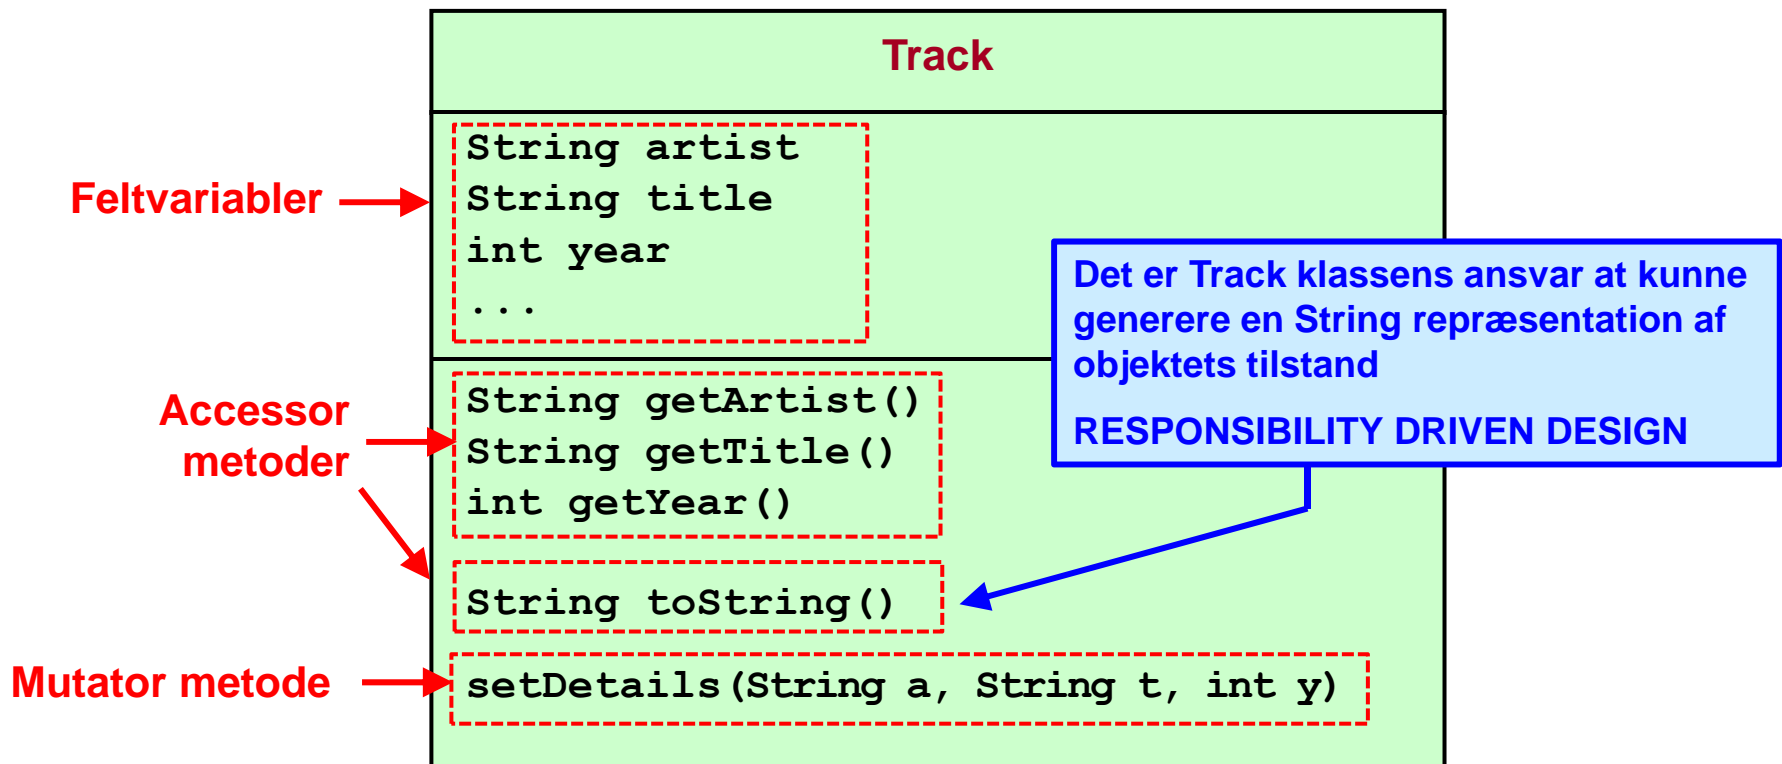 Track
Feltvariabler
String artist
String title
int year
...
Det er Track klassens ansvar at kunne
generere en String repræsentation af
objektets tilstand
RESPONSIBILITY DRIVEN DESIGN
Accessor
metoder
String getArtist()
String getTitle()
int getYear()
String toString()
Mutator metode
setDetails(String a, String t, int y)